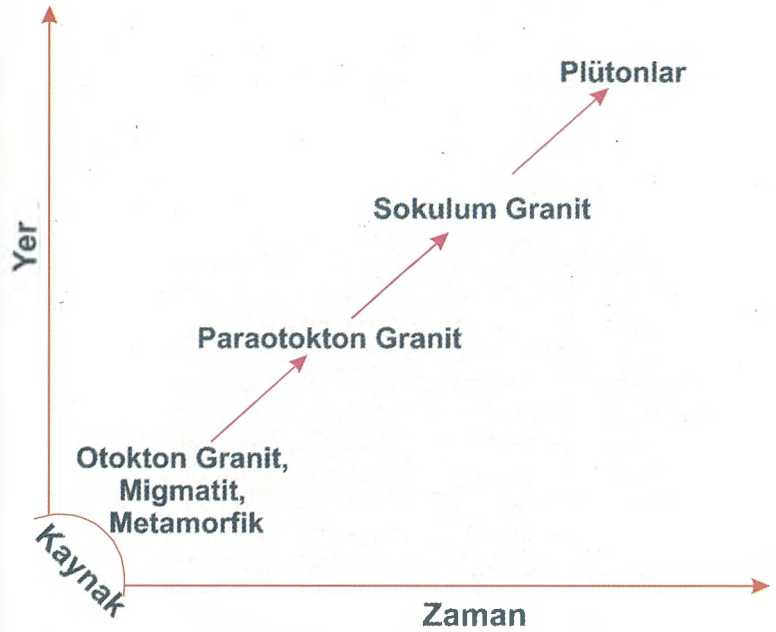 Plütonlar
Sokulum Granit
Yer
Paraotokton Granit
Otokton Granit,
Migmatit,
Metamorfik
Kaynak
Zaman